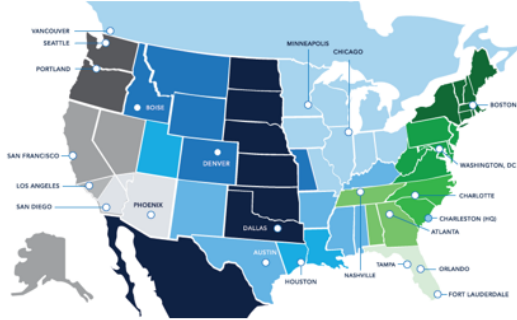 VANCOUVER
SEATTLE
PORTLAND
MINNEAPOLIS
CHICAGO
BOSTON
BOISE
DENVER
SAN FRANCISCO
WASHINGTON, DC
LOS ANGELES
CHARLOTTE
SAN DIEGO
PHOENIX
CHARLESTON (HQ)
DALLAS
ATLANTA
AUSTIN
HOUSTON
NASHVILLE
TAMPA
ORLANDO
FORT LAUDERDALE